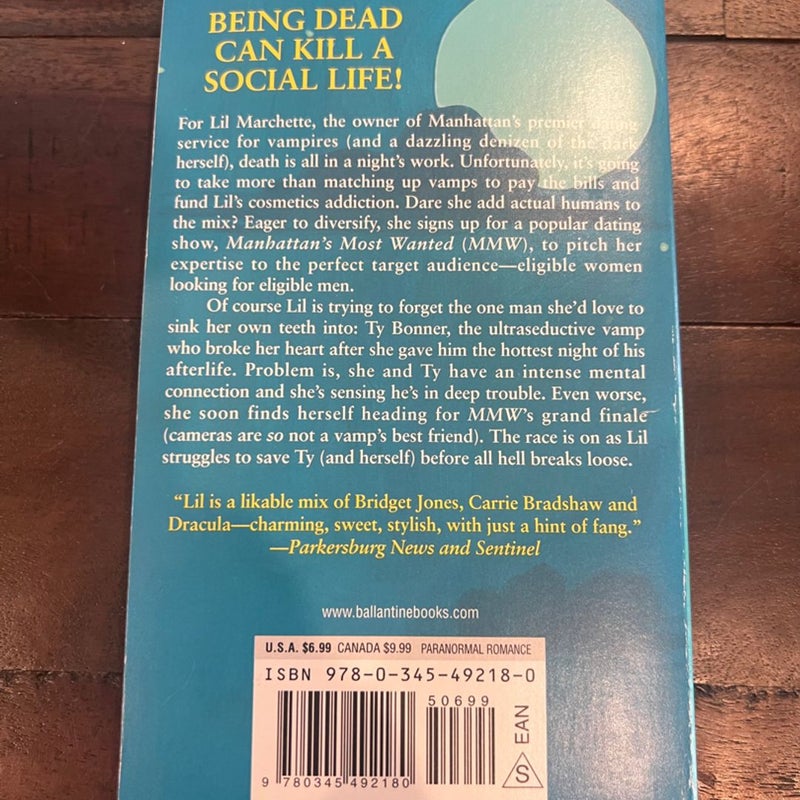 BEING DEAD
CAN KILL A
SOCIAL LIFE!
For Lil Marchette, the owner of Manhattan's premier dating
service for vampires (and a dazzling denizen of the dark
herself), death is all in a night's work. Unfortunately, it's going
to take more than matching up vamps to pay the bills and
fund Lil's cosmetics addiction. Dare she add actual humans to
the mix? Eager to diversify, she signs up for a popular dating
show, Manhattan's Most Wanted (MMW), to pitch her
expertise to the perfect target audience—eligible women
looking for eligible men.
Of course Lil is trying to forget the one man she'd love to
sink her own teeth into: Ty Bonner, the ultraseductive vamp
who broke her heart after she gave him the hottest night of his
afterlife. Problem is, she and Ty have an intense mental
connection and she's sensing he's in deep trouble. Even worse,
she soon finds herself heading for MMW's grand finale
(cameras are so not a vamp's best friend). The race is on as Lil
struggles to save Ty (and herself) before all hell breaks loose.
"Lil is a likable mix of Bridget Jones, Carrie Bradshaw and
Dracula—charming, sweet, stylish, with just a hint of fang."
—Parkersburg News and Sentinel
www.ballantinebooks.com
U.S.A. $6.99 CANADA $9.99 PARANORMAL ROMANCE
ISBN 978-0-345-49218-0
50699
EAN
S
9 780345 492180